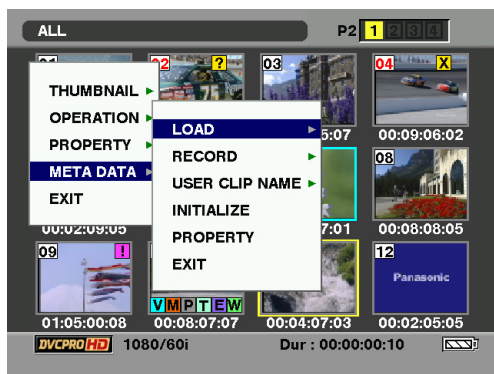 ALL P2 1 2 3 4
02 ? 03 04 X
THUMBNAIL
OPERATION
PROPERTY
META DATA
EXIT
LOAD
RECORD
USER CLIP NAME
INITIALIZE
PROPERTY
EXIT
5:07 00:09:06:02
08
00:02:09:05 7:01 00:08:08:05
09 ! 12
Panasonic
V M P T E W
01:05:00:08 00:08:07:07 00:04:07:03 00:02:05:05
DVCPRO HD 1080/60i Dur : 00:00:00:10